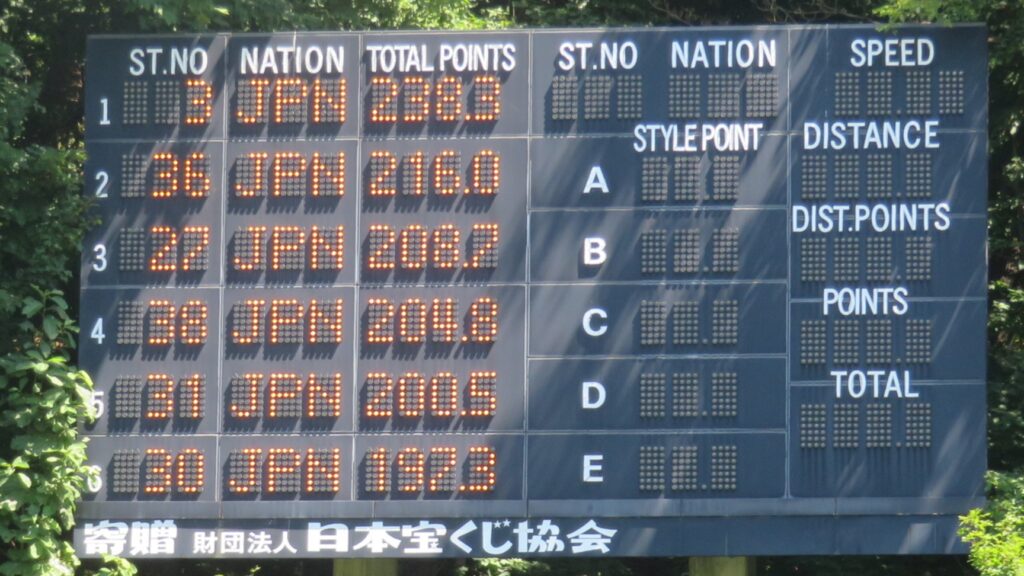 ST.NO NATION TOTAL POINTS
1 3 JPN 238.3
2 36 JPN 216.0
3 27 JPN 208.7
4 38 JPN 204.8
5 31 JPN 200.5
6 30 JPN 197.3
ST.NO NATION SPEED
STYLE POINT DISTANCE
A
DIST.POINTS
B
POINTS
C
TOTAL
D
E
寄贈 財団法人 日本宝くじ協会